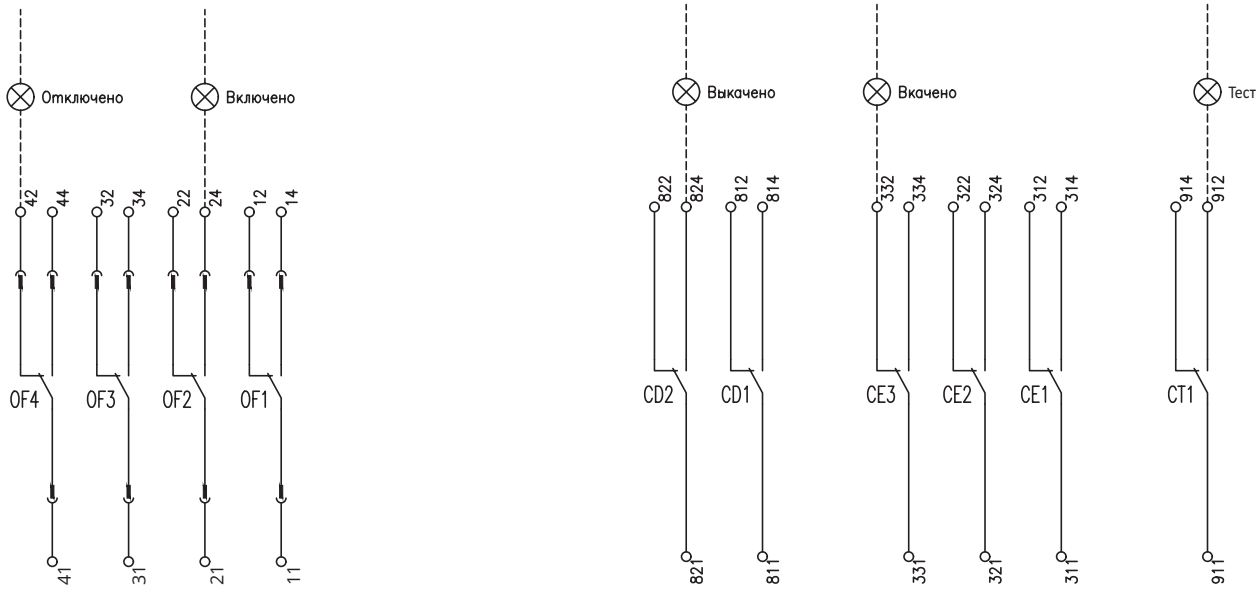 Отключено Включено Выкачено Вкачено Тест
42 44 32 34 22 24 12 14 822 824 812 814 332 334 322 324 312 314 914 912
OF4 OF3 OF2 OF1 CD2 CD1 CE3 CE2 CE1 CT1
41 31 21 11 821 811 331 321 311 911